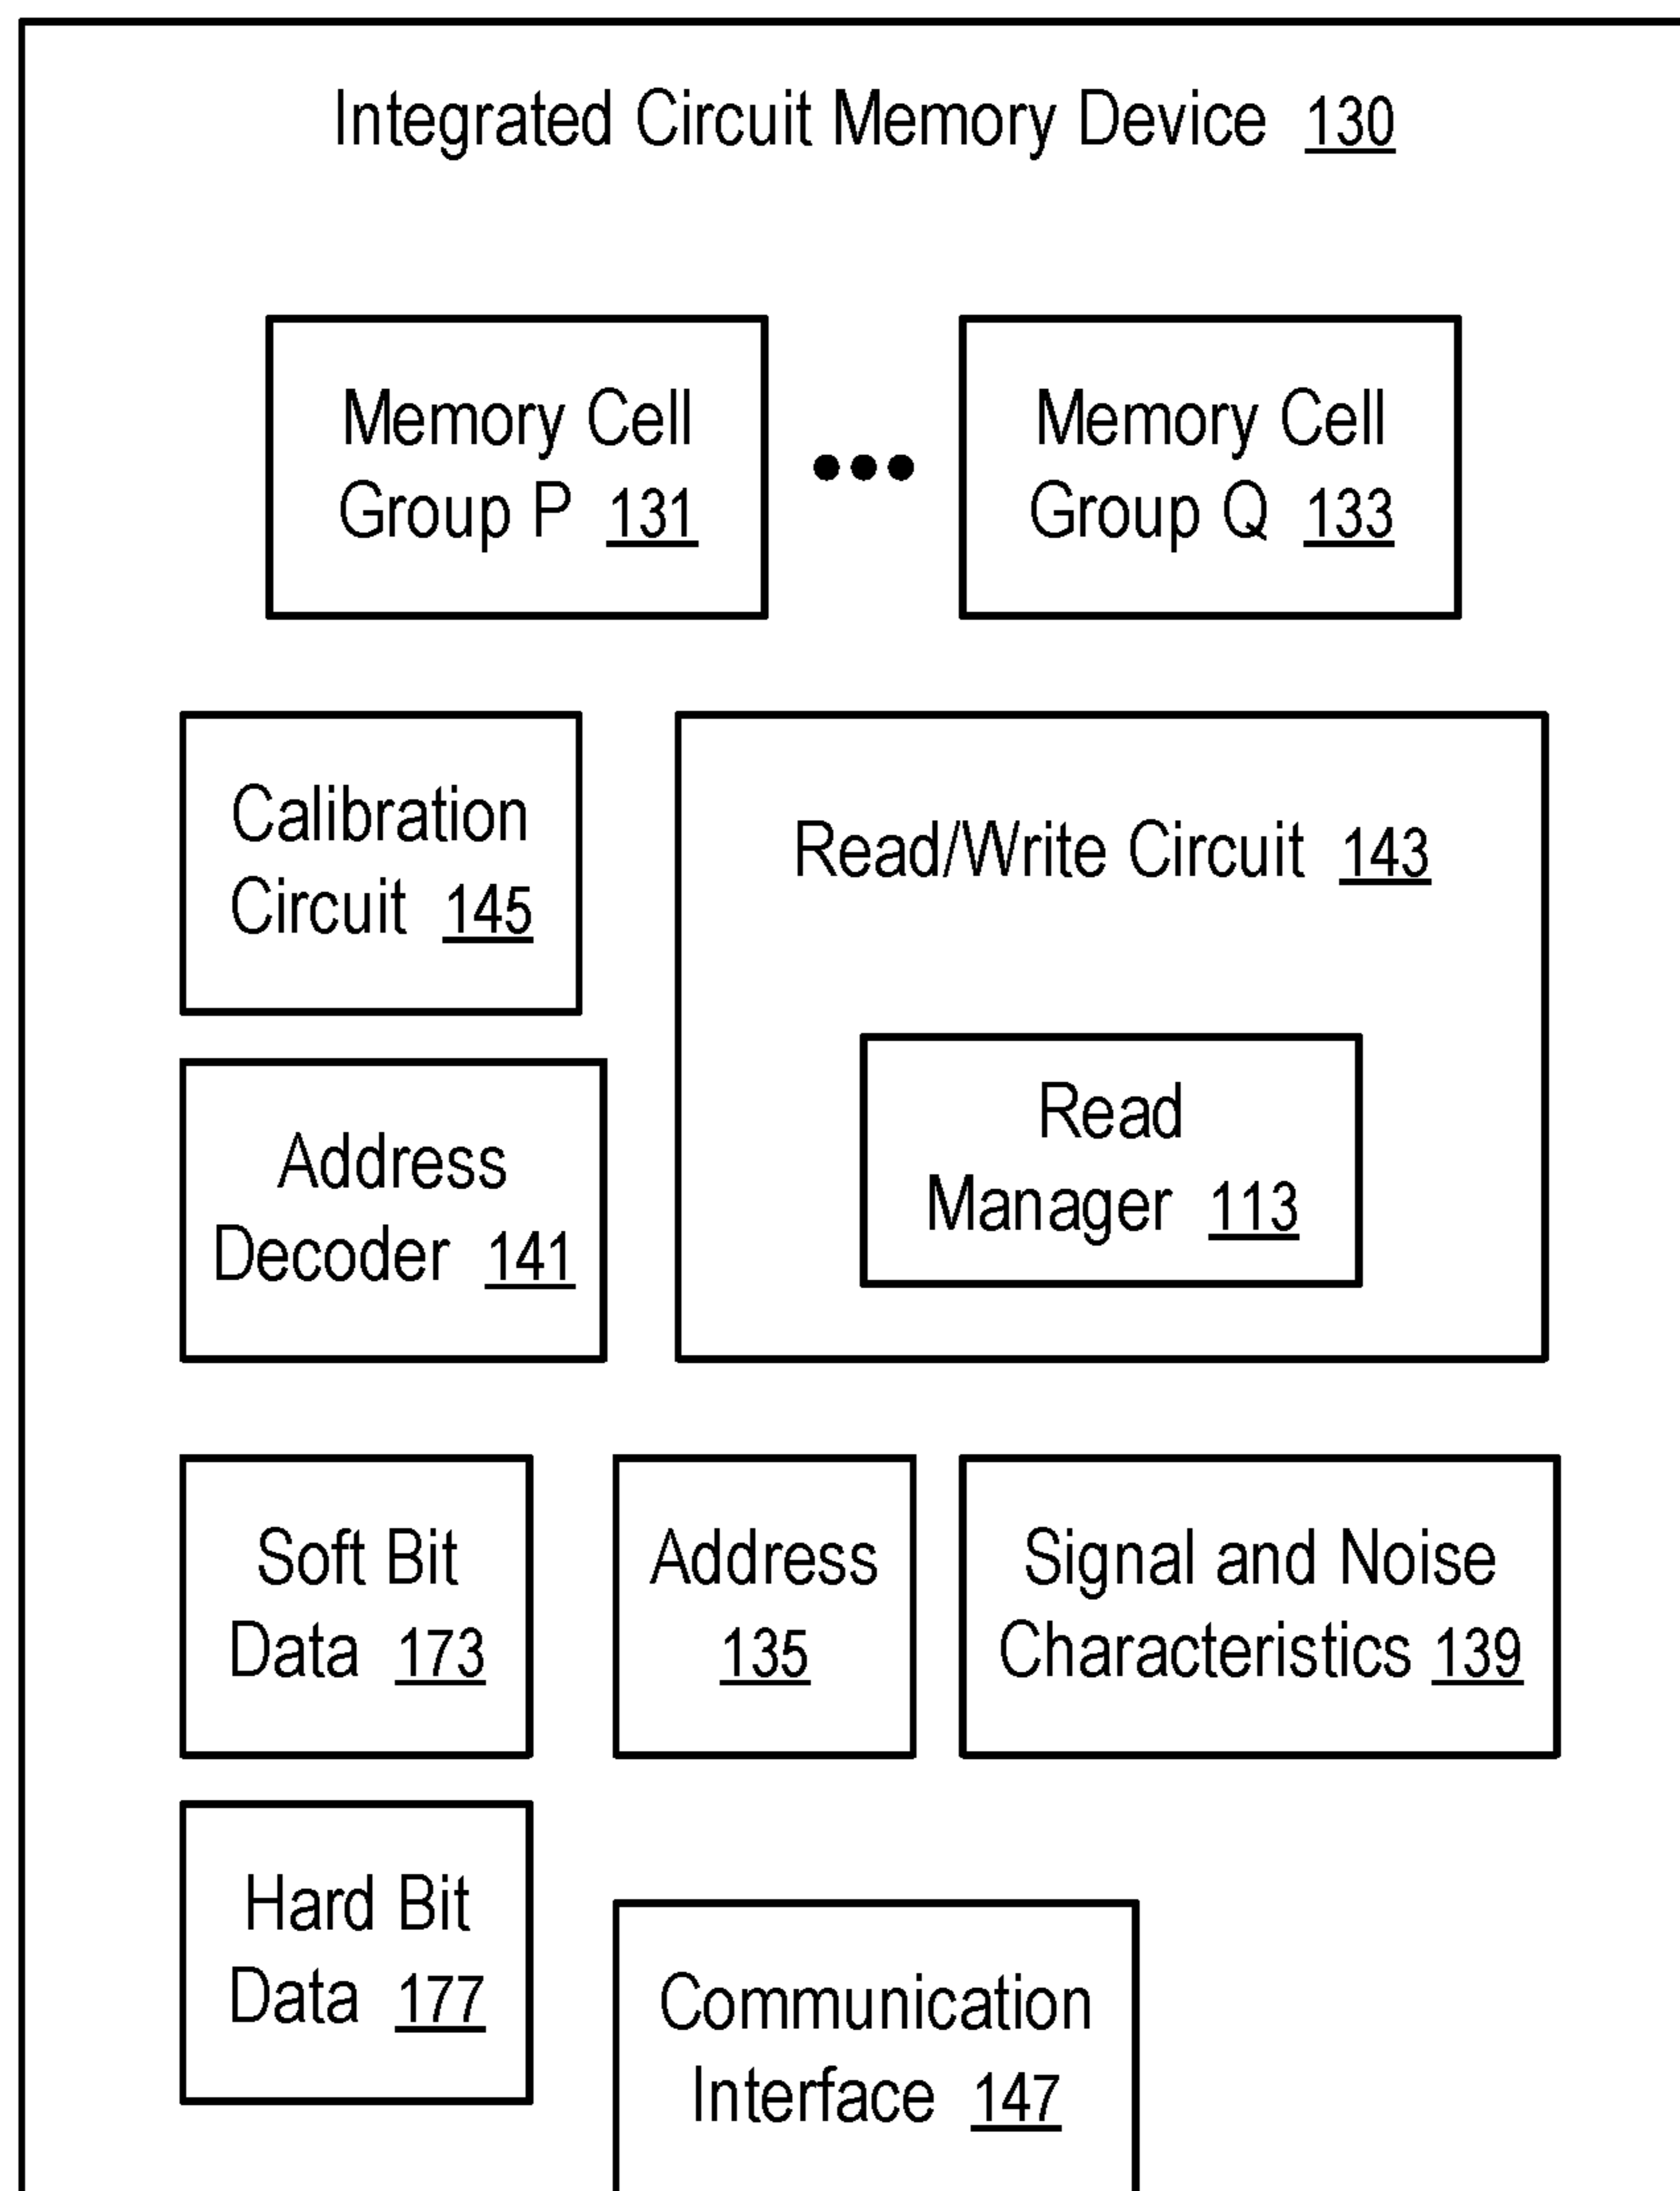 Integrated Circuit Memory Device 130
Memory Cell
Group P 131
Memory Cell
Group Q 133
Calibration
Circuit 145
Read/Write Circuit 143
Read
Manager 113
Address
Decoder 141
Soft Bit
Data 173
Address
135
Signal and Noise
Characteristics 139
Hard Bit
Data 177
Communication
Interface 147